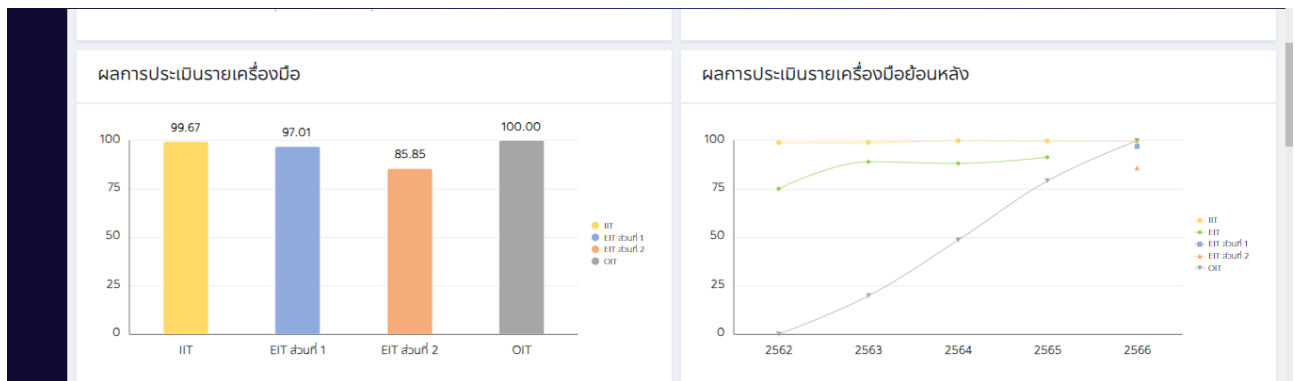 ผลการประเมินรายเครื่องมือ
100
75
50
25
0
99.67
97.01
85.85
100.00
IIT
EIT ส่วนที่ 1
EIT ส่วนที่ 2
OIT
IIT
EIT ส่วนที่ 1
EIT ส่วนที่ 2
OIT
ผลการประเมินรายเครื่องมือย้อนหลัง
100
75
50
25
0
2562
2563
2564
2565
2566
IIT
EIT
EIT ส่วนที่ 1
EIT ส่วนที่ 2
OIT